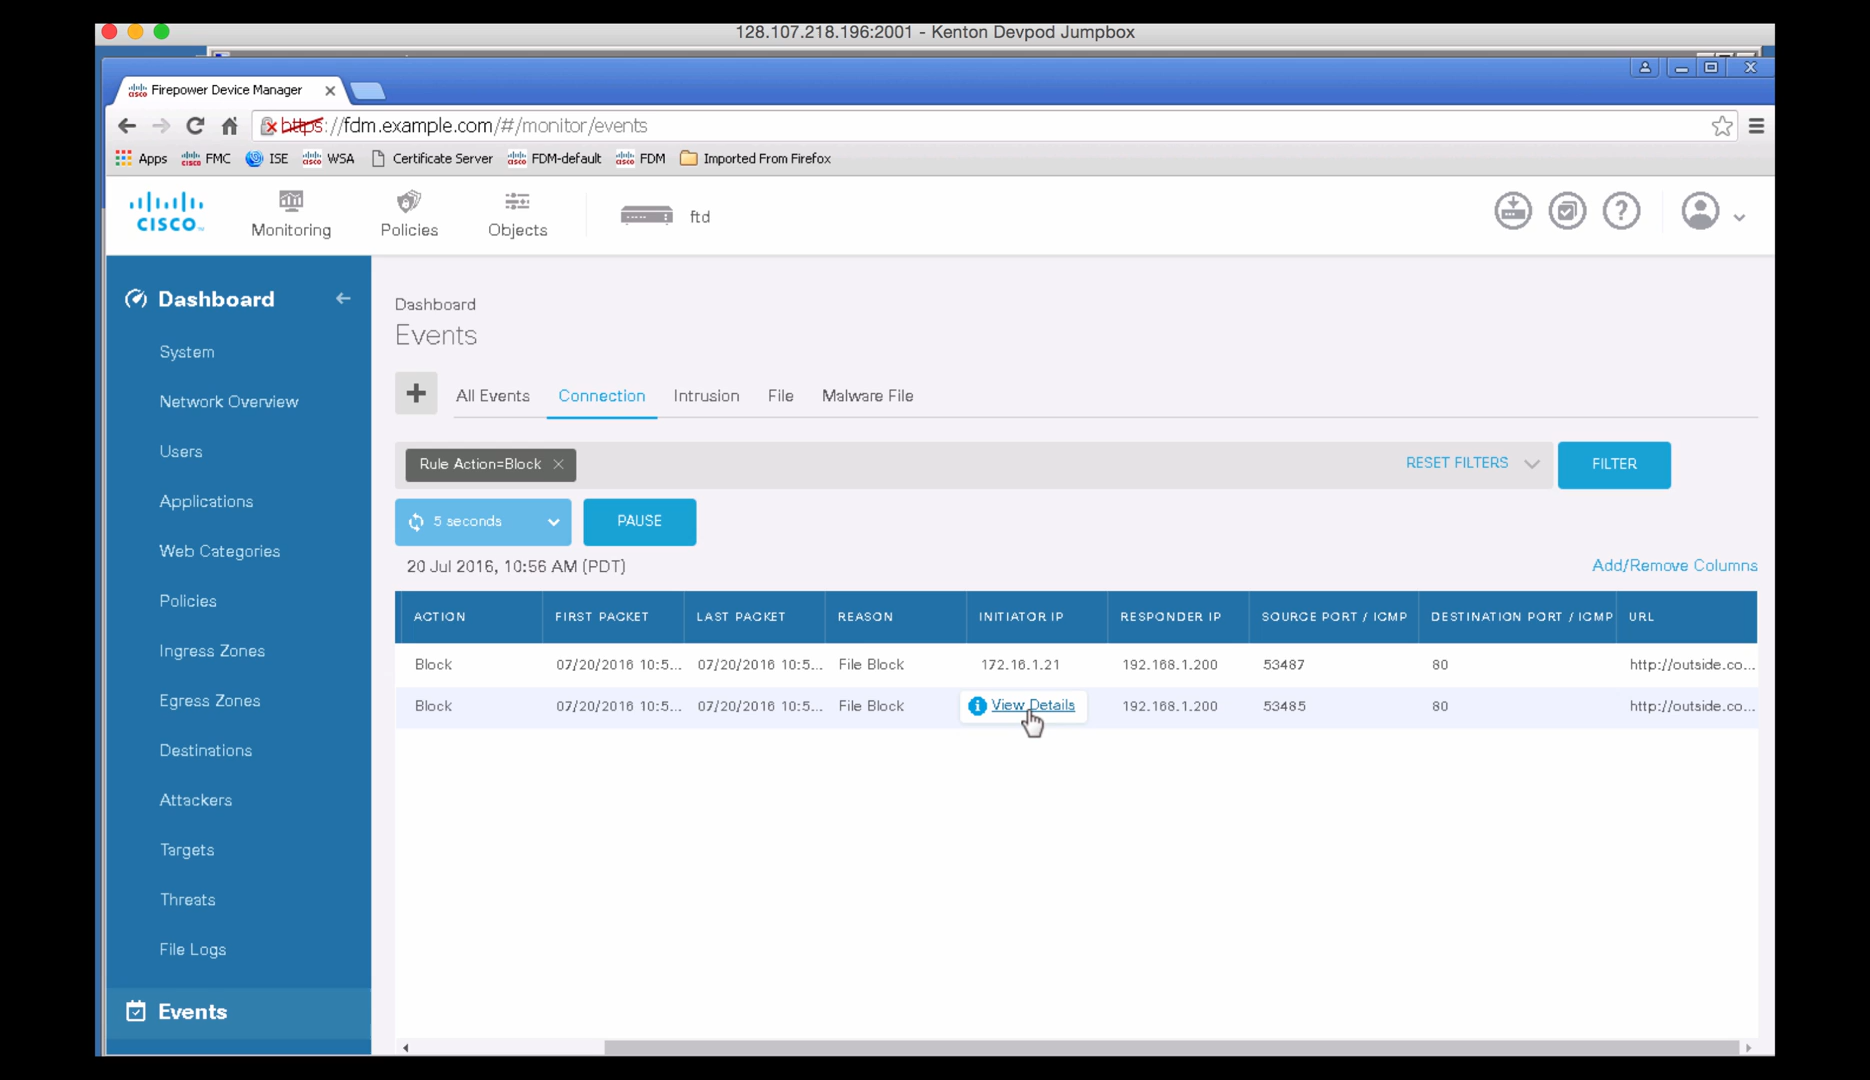 128.107.218.196:2001 - Kenton Devpod Jumpbox
Firepower Device Manager
https://fdm.example.com/#/monitor/events
Apps FMC ISE WSA Certificate Server FDM-default FDM Imported From Firefox
CISCO Monitoring Policies Objects ftd
Dashboard
System
Network Overview
Users
Applications
Web Categories
Policies
Ingress Zones
Egress Zones
Destinations
Attackers
Targets
Threats
File Logs
Events
Dashboard
Events
All Events Connection Intrusion File Malware File
Rule Action=Block RESET FILTERS FILTER
5 seconds PAUSE
20 Jul 2016, 10:56 AM (PDT) Add/Remove Columns
ACTION FIRST PACKET LAST PACKET REASON INITIATOR IP RESPONDER IP SOURCE PORT / ICMP DESTINATION PORT / ICMP URL
Block 07/20/2016 10:5... 07/20/2016 10:5... File Block 172.16.1.21 192.168.1.200 53487 80 http://outside.co...
Block 07/20/2016 10:5... 07/20/2016 10:5... File Block View Details 192.168.1.200 53485 80 http://outside.co...